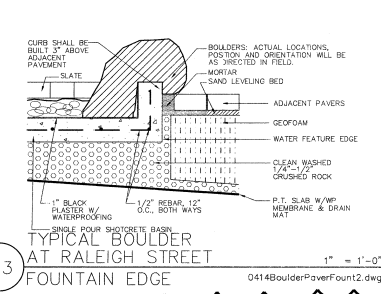 CURB SHALL BE
BUILT 3" ABOVE
ADJACENT
PAVEMENT
SLATE
BOULDERS: ACTUAL LOCATIONS,
POSITION AND ORIENTATION WILL BE
AS DIRECTED IN FIELD.
MORTAR
SAND LEVELING BED
ADJACENT PAVERS
GEOFOAM
WATER FEATURE EDGE
CLEAN WASHED
1/4"-1/2"
CRUSHED ROCK
P.T. SLAB W/WP
MEMBRANE & DRAIN
MAT
1" BLACK
PLASTER W/
WATERPROOFING
1/2" REBAR, 12"
O.C., BOTH WAYS
SINGLE POUR SHOTCRETE BASIN
TYPICAL BOULDER
AT RALEIGH STREET
3
FOUNTAIN EDGE
1" = 1'-0"
0414BoulderPaverFount2.dwg